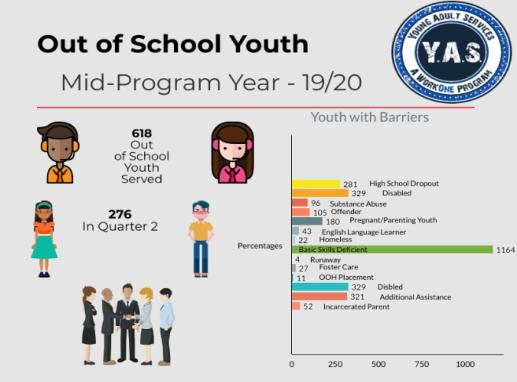 Out of School Youth
Mid-Program Year - 19/20
YOUNG ADULT SERVICES
Y.A.S.
A WORKONE PROGRAM
618
Out
of School
Youth
Served
276
In Quarter 2
Youth with Barriers
281 High School Dropout
329 Disabled
96 Substance Abuse
105 Offender
180 Pregnant/Parenting Youth
43 English Language Learner
22 Homeless
Percentages
Basic Skills Deficient 1164
4 Runaway
27 Foster Care
11 OOH Placement
329 Disbled
321 Additional Assistance
52 Incarcerated Parent
0 250 500 750 1000